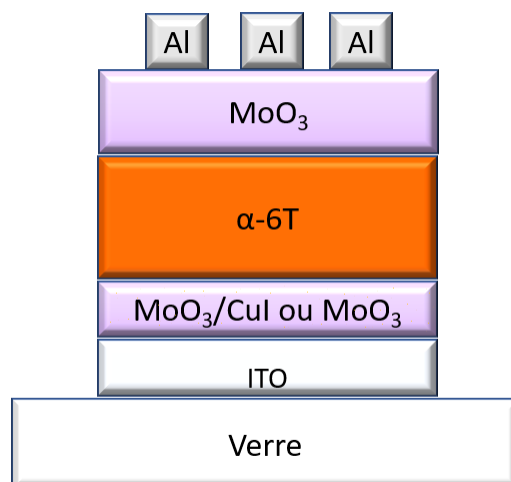 Al Al Al
MoO₃
α-6T
MoO₃/CuI ou MoO₃
ITO
Verre